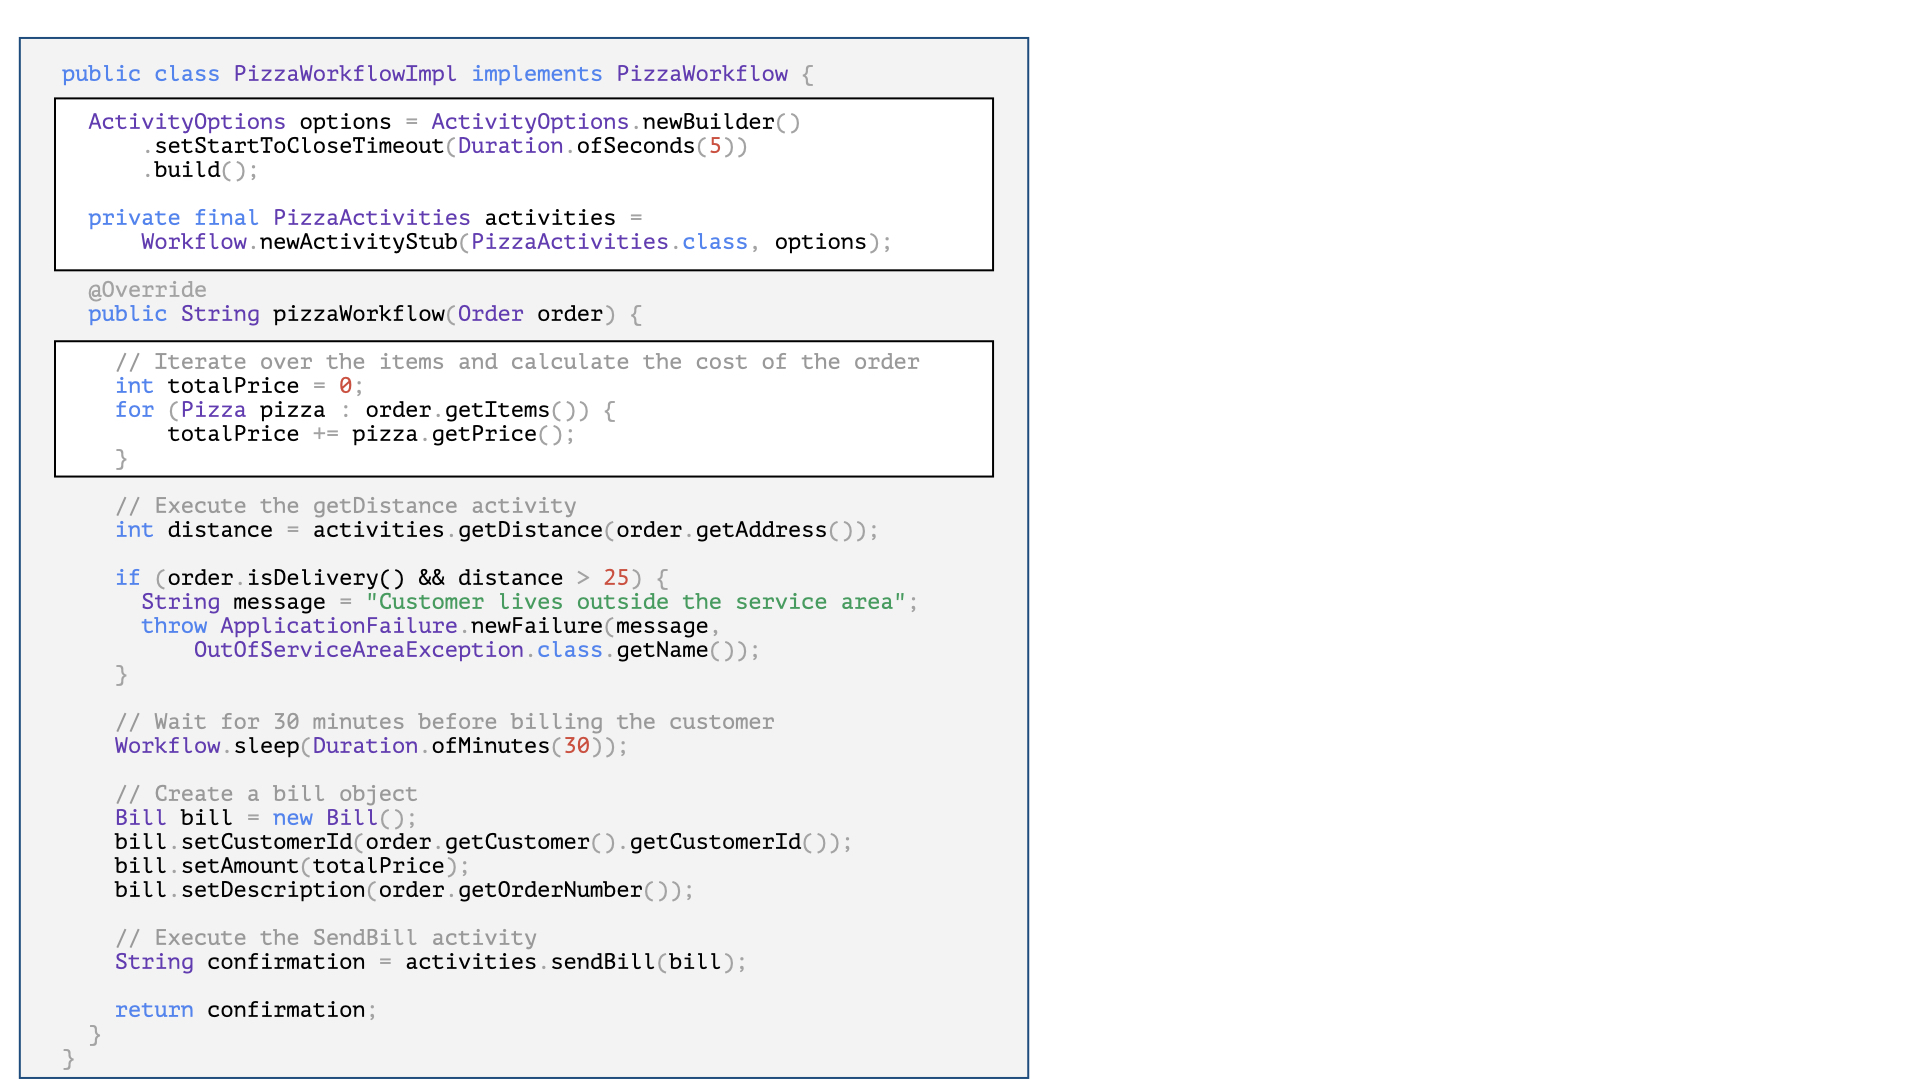 public class PizzaWorkflowImpl implements PizzaWorkflow {
ActivityOptions options = ActivityOptions.newBuilder()
.setStartToCloseTimeout(Duration.ofSeconds(5))
.build();
private final PizzaActivities activities =
Workflow.newActivityStub(PizzaActivities.class, options);
@Override
public String pizzaWorkflow(Order order) {
// Iterate over the items and calculate the cost of the order
int totalPrice = 0;
for (Pizza pizza : order.getItems()) {
totalPrice += pizza.getPrice();
}
// Execute the getDistance activity
int distance = activities.getDistance(order.getAddress());
if (order.isDelivery() && distance > 25) {
String message = "Customer lives outside the service area";
throw ApplicationFailure.newFailure(message,
OutOfServiceAreaException.class.getName());
}
// Wait for 30 minutes before billing the customer
Workflow.sleep(Duration.ofMinutes(30));
// Create a bill object
Bill bill = new Bill();
bill.setCustomerId(order.getCustomer().getCustomerId());
bill.setAmount(totalPrice);
bill.setDescription(order.getOrderNumber());
// Execute the SendBill activity
String confirmation = activities.sendBill(bill);
return confirmation;
}
}